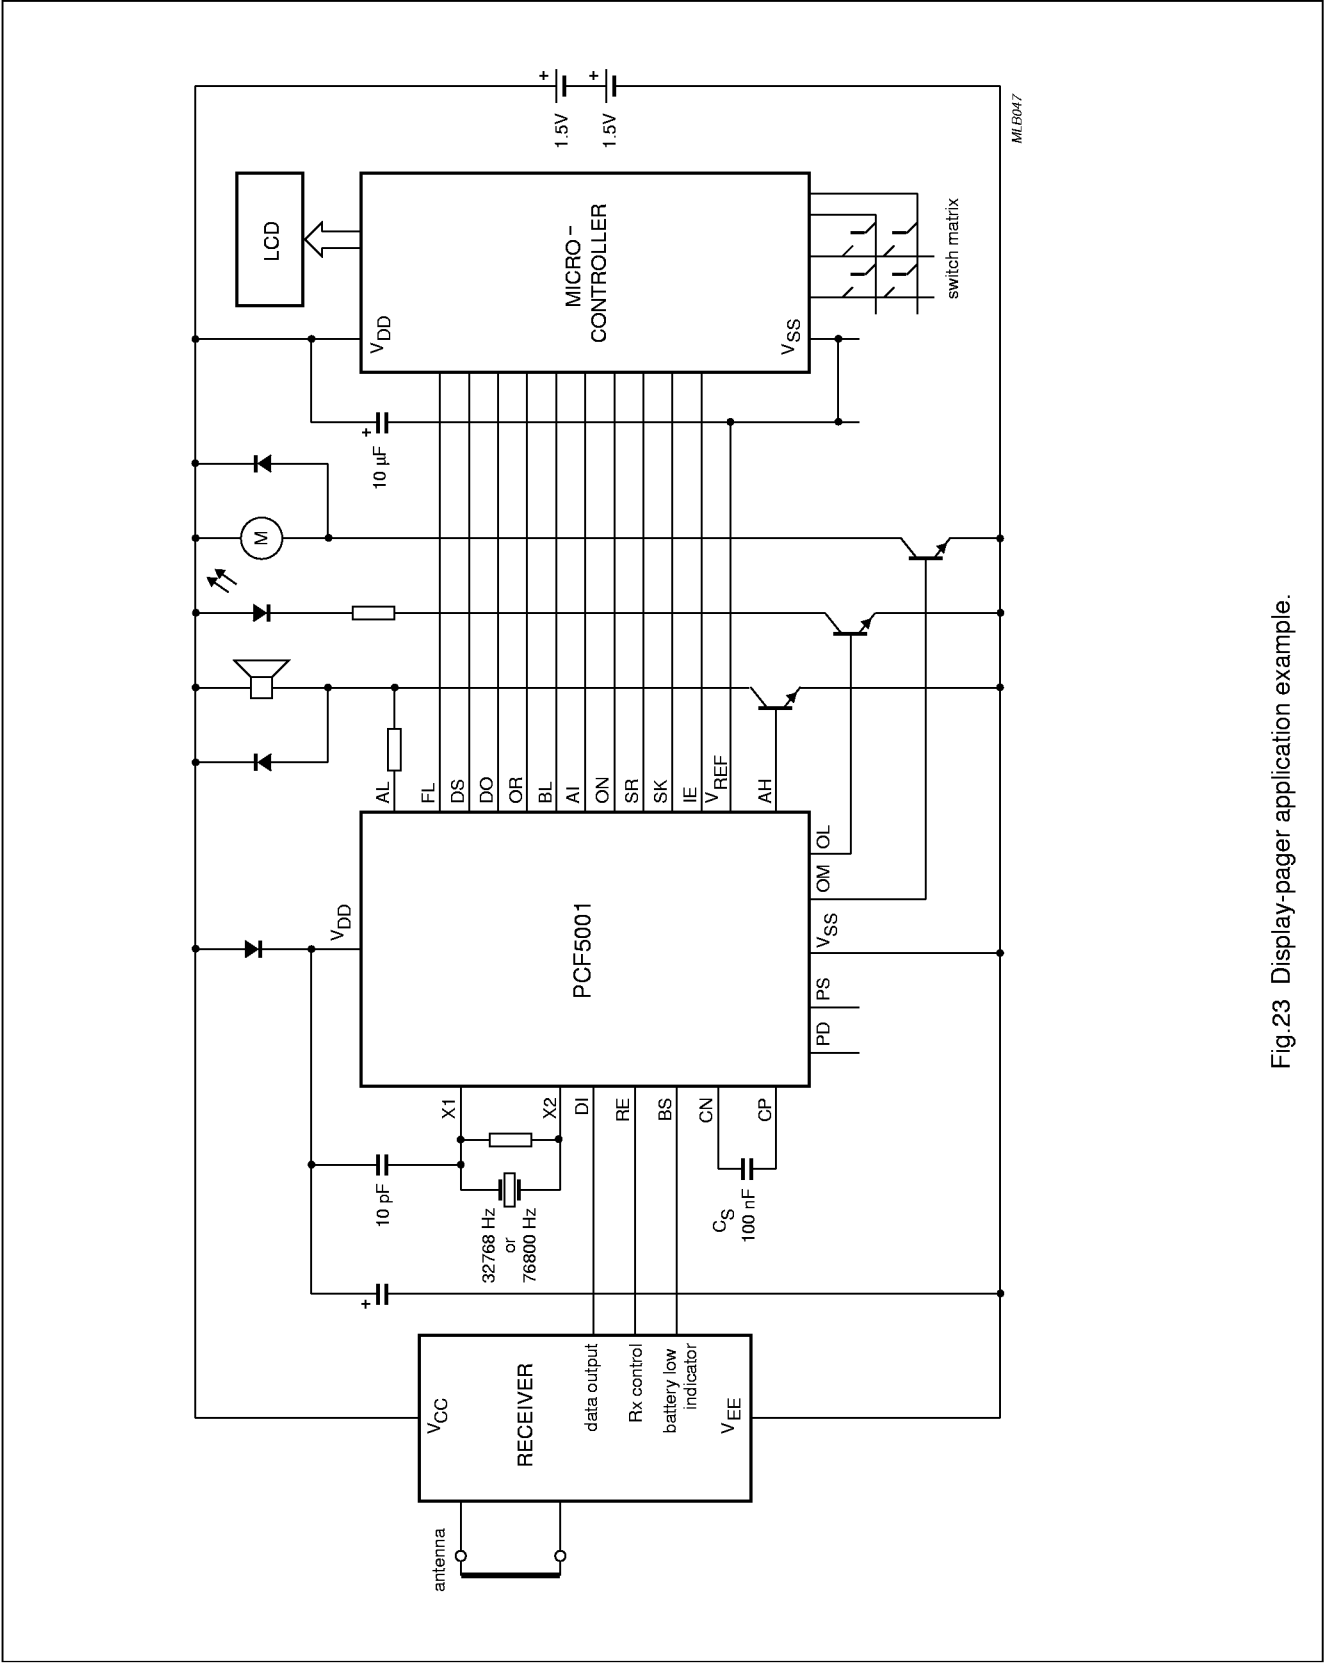 antenna
RECEIVER
VCC
data output
Rx control
battery low
indicator
VEE
+
10 pF
32768 Hz
or
76800 Hz
CS
100 nF
X1
X2
DI
RE
BS
CN
CP
PCF5001
VDD
PD
PS
VSS
OM
OL
AL
FL
DS
DO
OR
BL
AI
ON
SR
SK
IE
VREF
AH
M
+
10 µF
MICRO-
CONTROLLER
VDD
VSS
LCD
switch matrix
+
1.5V
+
1.5V
MLB047
Fig.23 Display-pager application example.